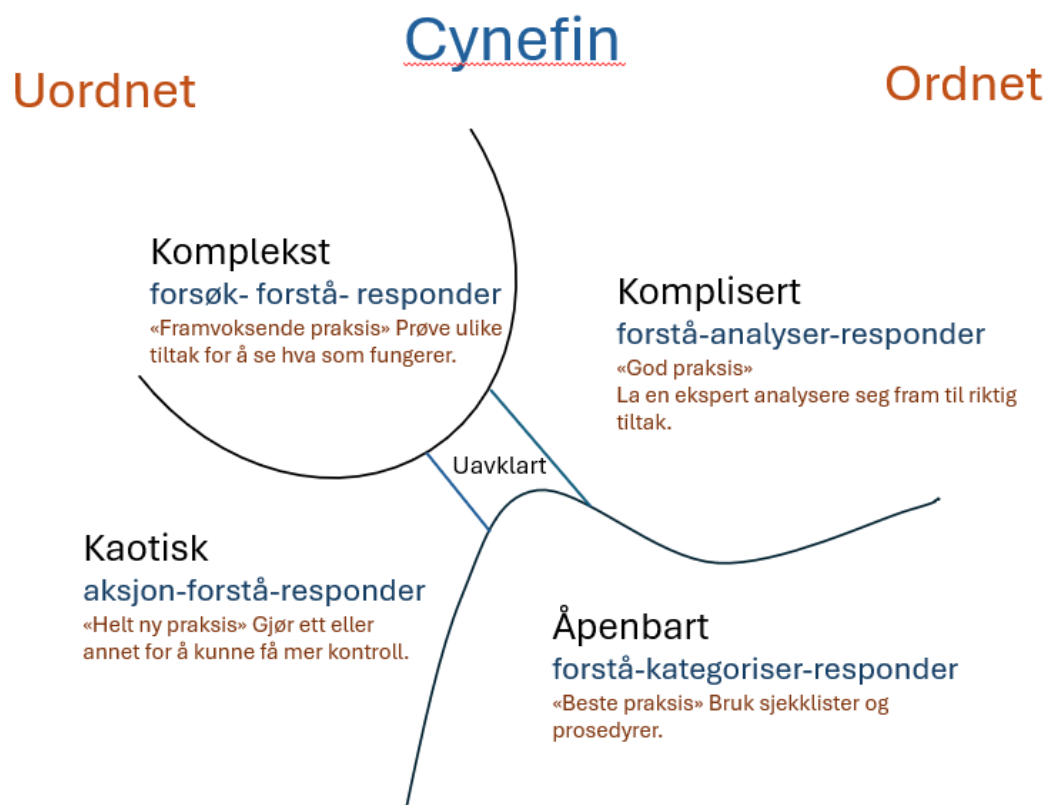 Cynefin
Uordnet
Ordnet
Komplekst
forsøk- forstå- responder
«Framvoksende praksis» Prøve ulike
tiltak for å se hva som fungerer.
Komplisert
forstå-analyser-responder
«God praksis»
La en ekspert analysere seg fram til riktig
tiltak.
Uavklart
Kaotisk
aksjon-forstå-responder
«Helt ny praksis» Gjør ett eller
annet for å kunne få mer kontroll.
Åpenbart
forstå-kategoriser-responder
«Beste praksis» Bruk sjekklister og
prosedyrer.